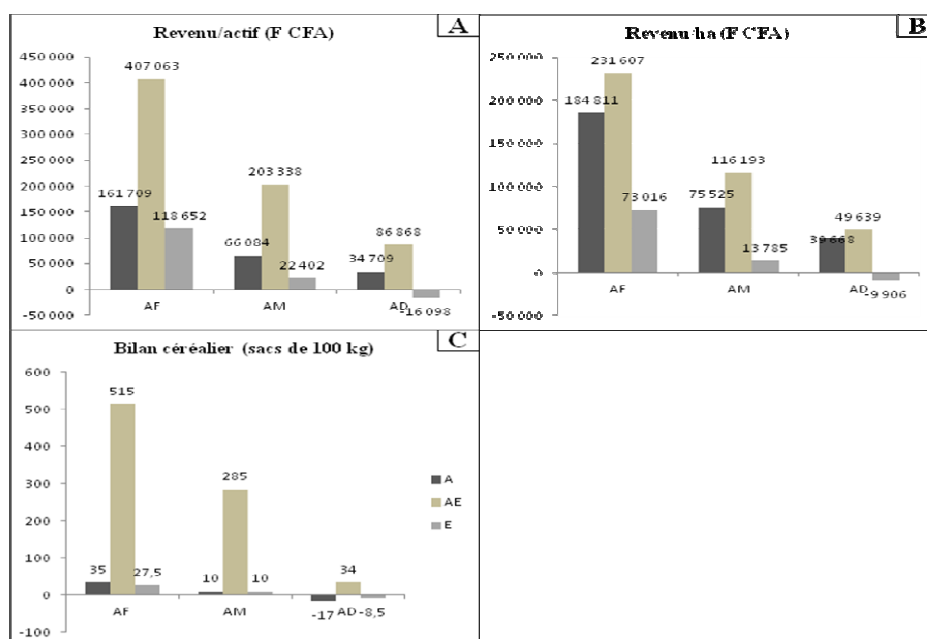 Revenu/actif (F CFA)
A
450 000
400 000
350 000
300 000
250 000
200 000
150 000
100 000
50 000
0
-50 000
407 063
161 709
118 652
203 338
66 084
22 402
86 868
34 709
-16 098
AF
AM
AD
Revenu/ha (F CFA)
B
250 000
200 000
150 000
100 000
50 000
0
-50 000
231 607
184 811
73 016
116 193
75 525
13 785
49 639
39 668
-9 906
AF
AM
AD
Bilan céréalier (sacs de 100 kg)
C
600
500
400
300
200
100
0
-100
515
35
27,5
285
10
10
34
-17
-8,5
AF
AM
AD
A
AE
E